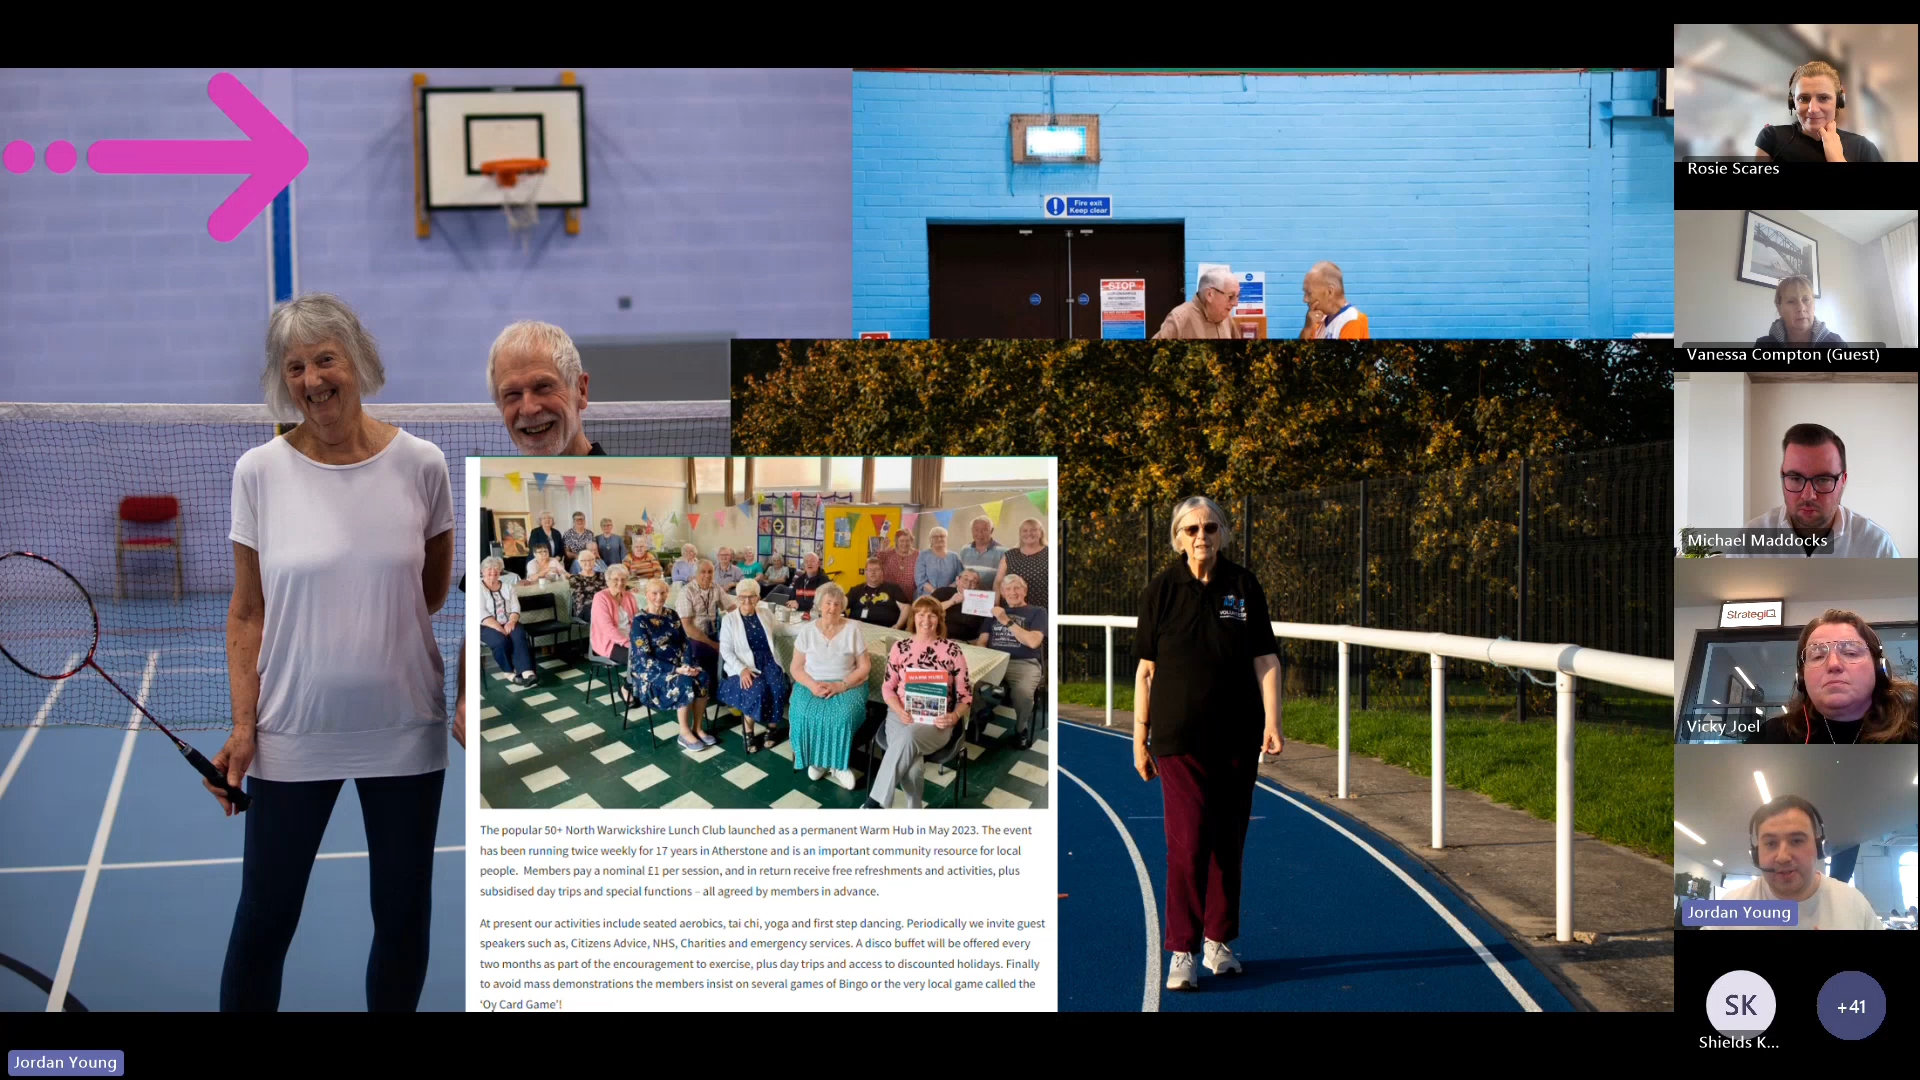 Fire exit
Keep clear
STOP
WARM HUBS
The popular 50+ North Warwickshire Lunch Club launched as a permanent Warm Hub in May 2023. The event
has been running twice weekly for 17 years in Atherstone and is an important community resource for local
people. Members pay a nominal £1 per session, and in return receive free refreshments and activities, plus
subsidised day trips and special functions – all agreed by members in advance.
At present our activities include seated aerobics, tai chi, yoga and first step dancing. Periodically we invite guest
speakers such as, Citizens Advice, NHS, Charities and emergency services. A disco buffet will be offered every
two months as part of the encouragement to exercise, plus day trips and access to discounted holidays. Finally
to avoid mass demonstrations the members insist on several games of Bingo or the very local game called the
‘Oy Card Game’!
Rosie Scares
Vanessa Compton (Guest)
Michael Maddocks
StrategiQ
Vicky Joel
Jordan Young
SK
Shields K...
+41
Jordan Young